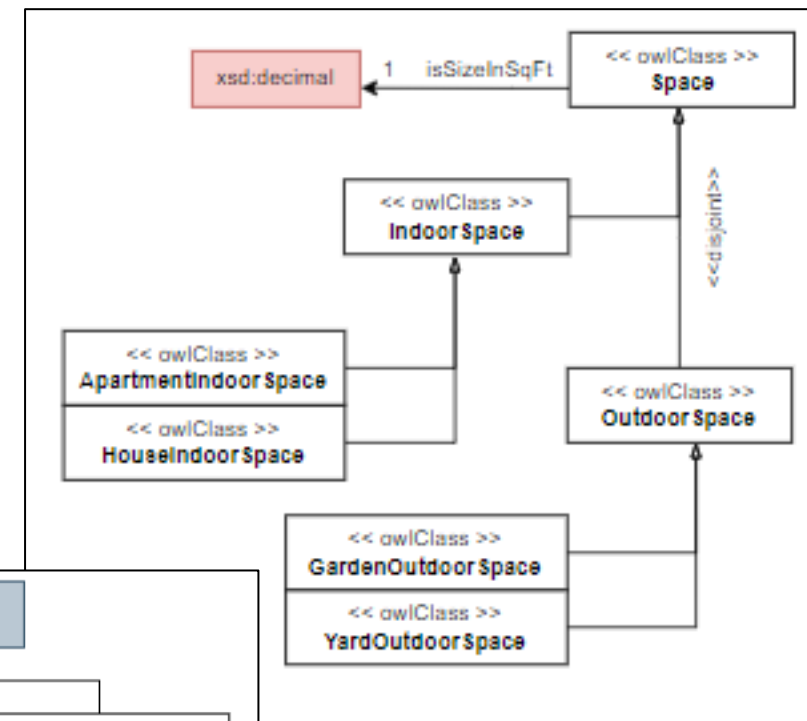 << owlClass >>
Space
xsd:decimal
1 isSizeInSqFt
<< owlClass >>
IndoorSpace
<<disjoint>>
<< owlClass >>
ApartmentIndoorSpace
<< owlClass >>
HouseIndoorSpace
<< owlClass >>
OutdoorSpace
<< owlClass >>
GardenOutdoorSpace
<< owlClass >>
YardOutdoorSpace